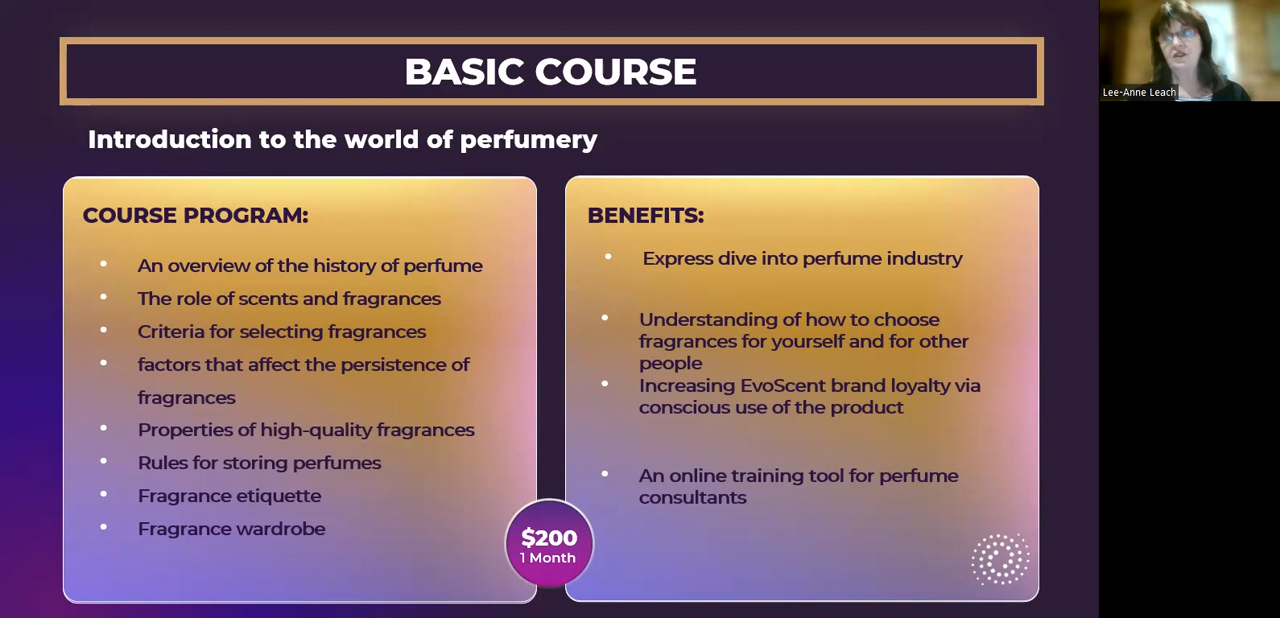 BASIC COURSE
Introduction to the world of perfumery
COURSE PROGRAM:
An overview of the history of perfume
The role of scents and fragrances
Criteria for selecting fragrances
factors that affect the persistence of
fragrances
Properties of high-quality fragrances
Rules for storing perfumes
Fragrance etiquette
Fragrance wardrobe
BENEFITS:
Express dive into perfume industry
Understanding of how to choose
fragrances for yourself and for other
people
Increasing EvoScent brand loyalty via
conscious use of the product
An online training tool for perfume
consultants
$200
1 Month
Lee-Anne Leach